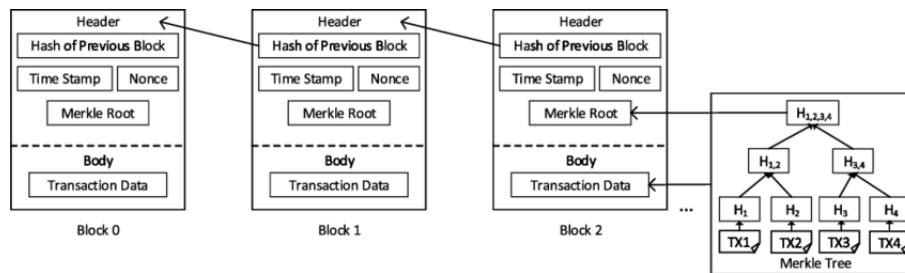 Header
Hash of Previous Block
Time Stamp
Nonce
Merkle Root
Body
Transaction Data
Block 0
Header
Hash of Previous Block
Time Stamp
Nonce
Merkle Root
Body
Transaction Data
Block 1
Header
Hash of Previous Block
Time Stamp
Nonce
Merkle Root
Body
Transaction Data
Block 2
...
H1,2,3,4
H1,2
H3,4
H1
H2
H3
H4
TX1
TX2
TX3
TX4
Merkle Tree